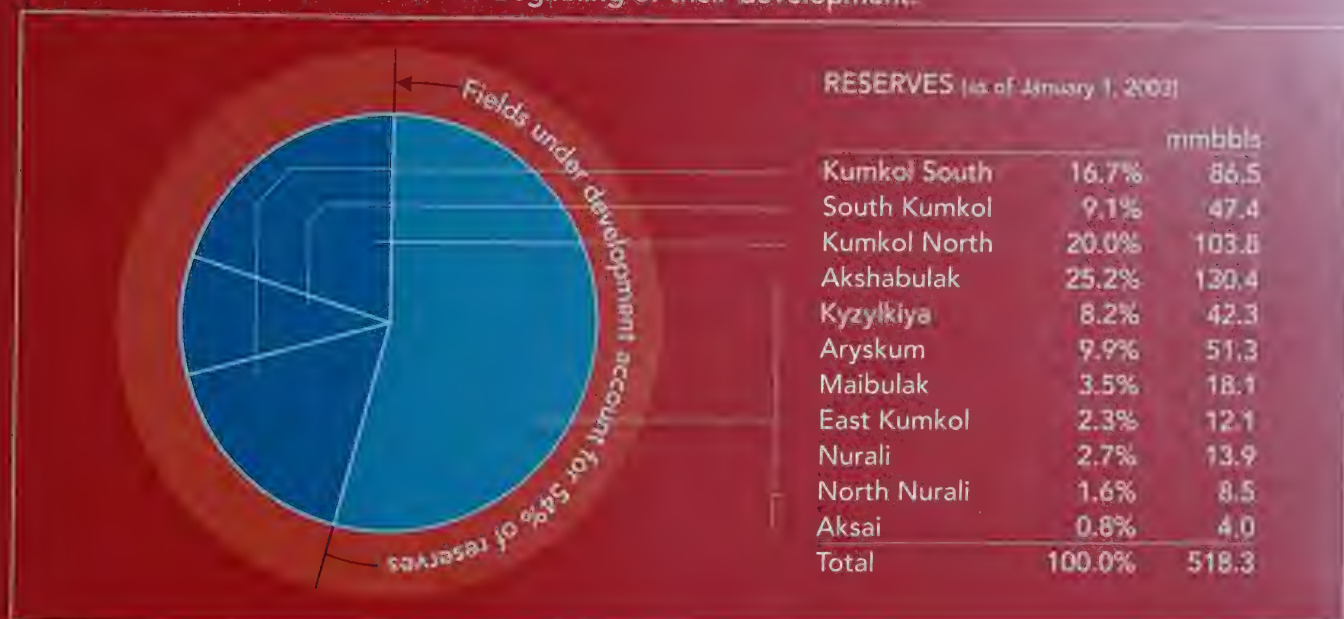 beginning of their development.
Fields under development account for 54% of reserves
RESERVES (as of January 1, 2003)
mmbbls
Kumkol South 16.7% 86.5
South Kumkol 9.1% 47.4
Kumkol North 20.0% 103.8
Akshabulak 25.2% 130.4
Kyzylkiya 8.2% 42.3
Aryskum 9.9% 51.3
Maibulak 3.5% 18.1
East Kumkol 2.3% 12.1
Nurali 2.7% 13.9
North Nurali 1.6% 8.5
Aksai 0.8% 4.0
Total 100.0% 518.3